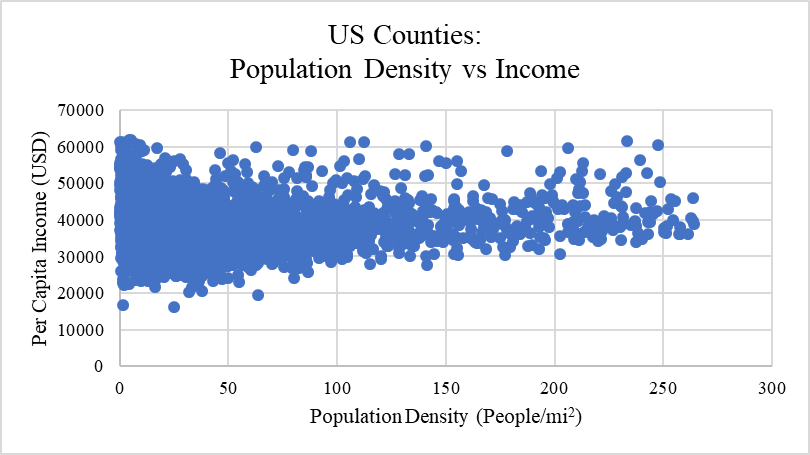 US Counties:
Population Density vs Income
70000
60000
50000
40000
30000
20000
10000
0
Per Capita Income (USD)
0 50 100 150 200 250 300
Population Density (People/mi²)